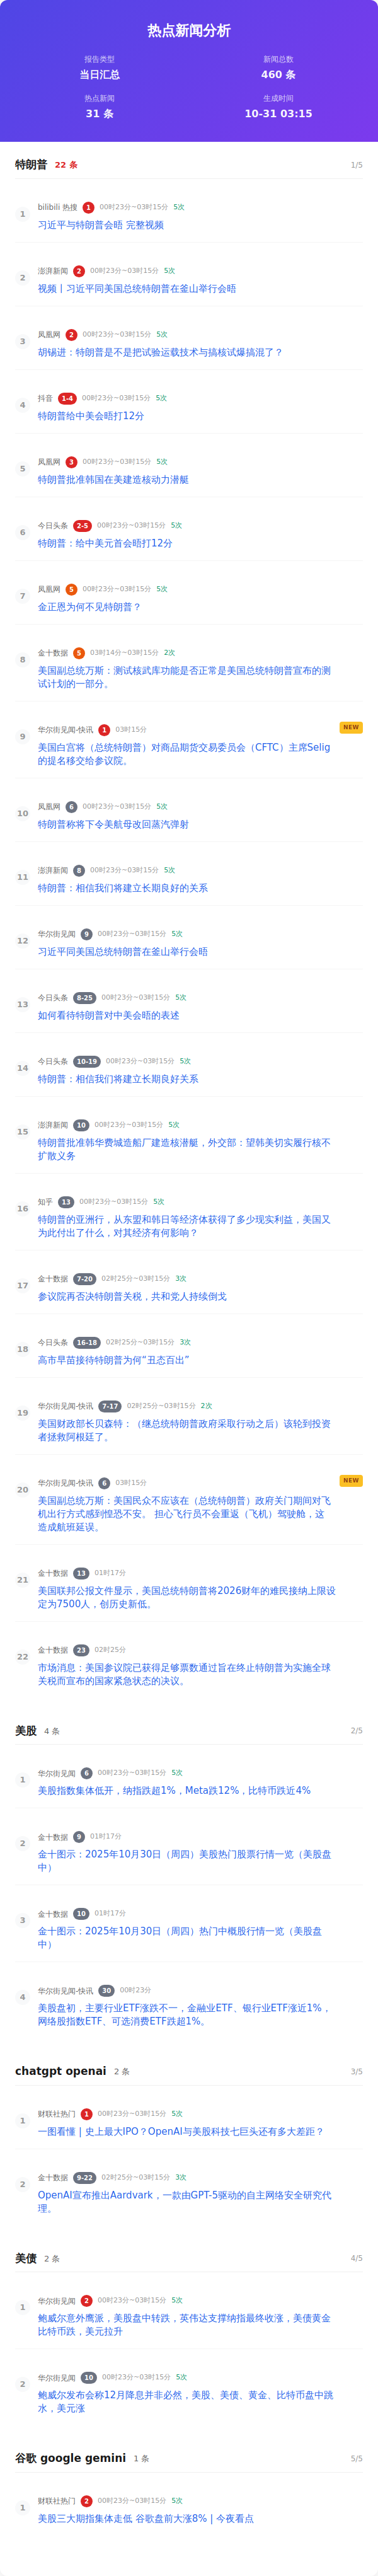 热点新闻分析
报告类型
当日汇总
新闻总数
460 条
热点新闻
31 条
生成时间
10-31 03:15
特朗普 22 条 1/5
1
bilibili 热搜 1 00时23分~03时15分 5次
习近平与特朗普会晤 完整视频
2
澎湃新闻 2 00时23分~03时15分 5次
视频丨习近平同美国总统特朗普在釜山举行会晤
3
凤凰网 2 00时23分~03时15分 5次
胡锡进：特朗普是不是把试验运载技术与搞核试爆搞混了？
4
抖音 1-4 00时23分~03时15分 5次
特朗普给中美会晤打12分
5
凤凰网 3 00时23分~03时15分 5次
特朗普批准韩国在美建造核动力潜艇
6
今日头条 2-5 00时23分~03时15分 5次
特朗普：给中美元首会晤打12分
7
凤凰网 5 00时23分~03时15分 5次
金正恩为何不见特朗普？
8
金十数据 5 03时14分~03时15分 2次
美国副总统万斯：测试核武库功能是否正常是美国总统特朗普宣布的测
试计划的一部分。
9
华尔街见闻-快讯 1 03时15分 NEW
美国白宫将（总统特朗普）对商品期货交易委员会（CFTC）主席Selig
的提名移交给参议院。
10
凤凰网 6 00时23分~03时15分 5次
特朗普称将下令美航母改回蒸汽弹射
11
澎湃新闻 8 00时23分~03时15分 5次
特朗普：相信我们将建立长期良好的关系
12
华尔街见闻 9 00时23分~03时15分 5次
习近平同美国总统特朗普在釜山举行会晤
13
今日头条 8-25 00时23分~03时15分 5次
如何看待特朗普对中美会晤的表述
14
今日头条 10-19 00时23分~03时15分 5次
特朗普：相信我们将建立长期良好关系
15
澎湃新闻 10 00时23分~03时15分 5次
特朗普批准韩华费城造船厂建造核潜艇，外交部：望韩美切实履行核不
扩散义务
16
知乎 13 00时23分~03时15分 5次
特朗普的亚洲行，从东盟和韩日等经济体获得了多少现实利益，美国又
为此付出了什么，对其经济有何影响？
17
金十数据 7-20 02时25分~03时15分 3次
参议院再否决特朗普关税，共和党人持续倒戈
18
今日头条 16-18 02时25分~03时15分 3次
高市早苗接待特朗普为何“丑态百出”
19
华尔街见闻-快讯 7-17 02时25分~03时15分 2次
美国财政部长贝森特：（继总统特朗普政府采取行动之后）该轮到投资
者拯救阿根廷了。
20
华尔街见闻-快讯 6 03时15分 NEW
美国副总统万斯：美国民众不应该在（总统特朗普）政府关门期间对飞
机出行方式感到惶恐不安。 担心飞行员不会重返（飞机）驾驶舱，这
造成航班延误。
21
金十数据 13 01时17分
美国联邦公报文件显示，美国总统特朗普将2026财年的难民接纳上限设
定为7500人，创历史新低。
22
金十数据 23 02时25分
市场消息：美国参议院已获得足够票数通过旨在终止特朗普为实施全球
关税而宣布的国家紧急状态的决议。
美股 4 条 2/5
1
华尔街见闻 6 00时23分~03时15分 5次
美股指数集体低开，纳指跌超1%，Meta跌12%，比特币跌近4%
2
金十数据 9 01时17分
金十图示：2025年10月30日（周四）美股热门股票行情一览（美股盘
中）
3
金十数据 10 01时17分
金十图示：2025年10月30日（周四）热门中概股行情一览（美股盘
中）
4
华尔街见闻-快讯 30 00时23分
美股盘初，主要行业ETF涨跌不一，金融业ETF、银行业ETF涨近1%，
网络股指数ETF、可选消费ETF跌超1%。
chatgpt openai 2 条 3/5
1
财联社热门 1 00时23分~03时15分 5次
一图看懂 | 史上最大IPO？OpenAI与美股科技七巨头还有多大差距？
2
金十数据 9-22 02时25分~03时15分 3次
OpenAI宣布推出Aardvark，一款由GPT-5驱动的自主网络安全研究代
理。
美债 2 条 4/5
1
华尔街见闻 2 00时23分~03时15分 5次
鲍威尔意外鹰派，美股盘中转跌，英伟达支撑纳指最终收涨，美债黄金
比特币跌，美元拉升
2
华尔街见闻 10 00时23分~03时15分 5次
鲍威尔发布会称12月降息并非必然，美股、美债、黄金、比特币盘中跳
水，美元涨
谷歌 google gemini 1 条 5/5
1
财联社热门 2 00时23分~03时15分 5次
美股三大期指集体走低 谷歌盘前大涨8% | 今夜看点